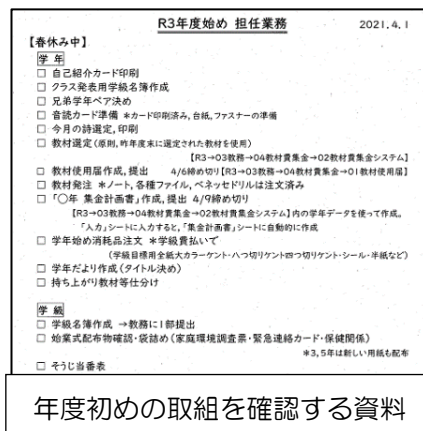 R3年度始め 担任業務 2021.4.1
【春休み中】
学 年
□ 自己紹介カード印刷
□ クラス発表用学級名簿作成
□ 兄弟学年ペア決め
□ 音読カード準備 *カード印刷済み,台紙,ファスナーの準備
□ 今月の詩選定,印刷
□ 教材選定(原則,昨年度末に選定された教材を使用)
【R3→03教務→04教材費集金→02教材費集金システム】
□ 教材使用届作成,提出 4/6締め切り【R3→03教務→04教材費集金→01教材使用届】
□ 教材発注 *ノート,各種ファイル,ベネッセドリルは注文済み
□ 「○年 集金計画書」作成,提出 4/9締め切り
【R3→03教務→04教材費集金→02教材費集金システム】内の学年データを使って作成。
「入力」シートに入力すると,「集金計画書」シートに自動的に作成
□ 学年始め消耗品注文 *学級費払いで
(学級目標用全紙大カラーケント・八つ切りケント四つ切りケント・シール・半紙など)
□ 学年だより作成(タイトル決め)
□ 持ち上がり教材等仕分け
学 級
□ 学級名簿作成 →教務に1部提出
□ 始業式配布物確認・袋詰め(家庭環境調査票・緊急連絡カード・保健関係)
*3,5年は新しい用紙も配布
□ そうじ当番表
年度初めの取組を確認する資料